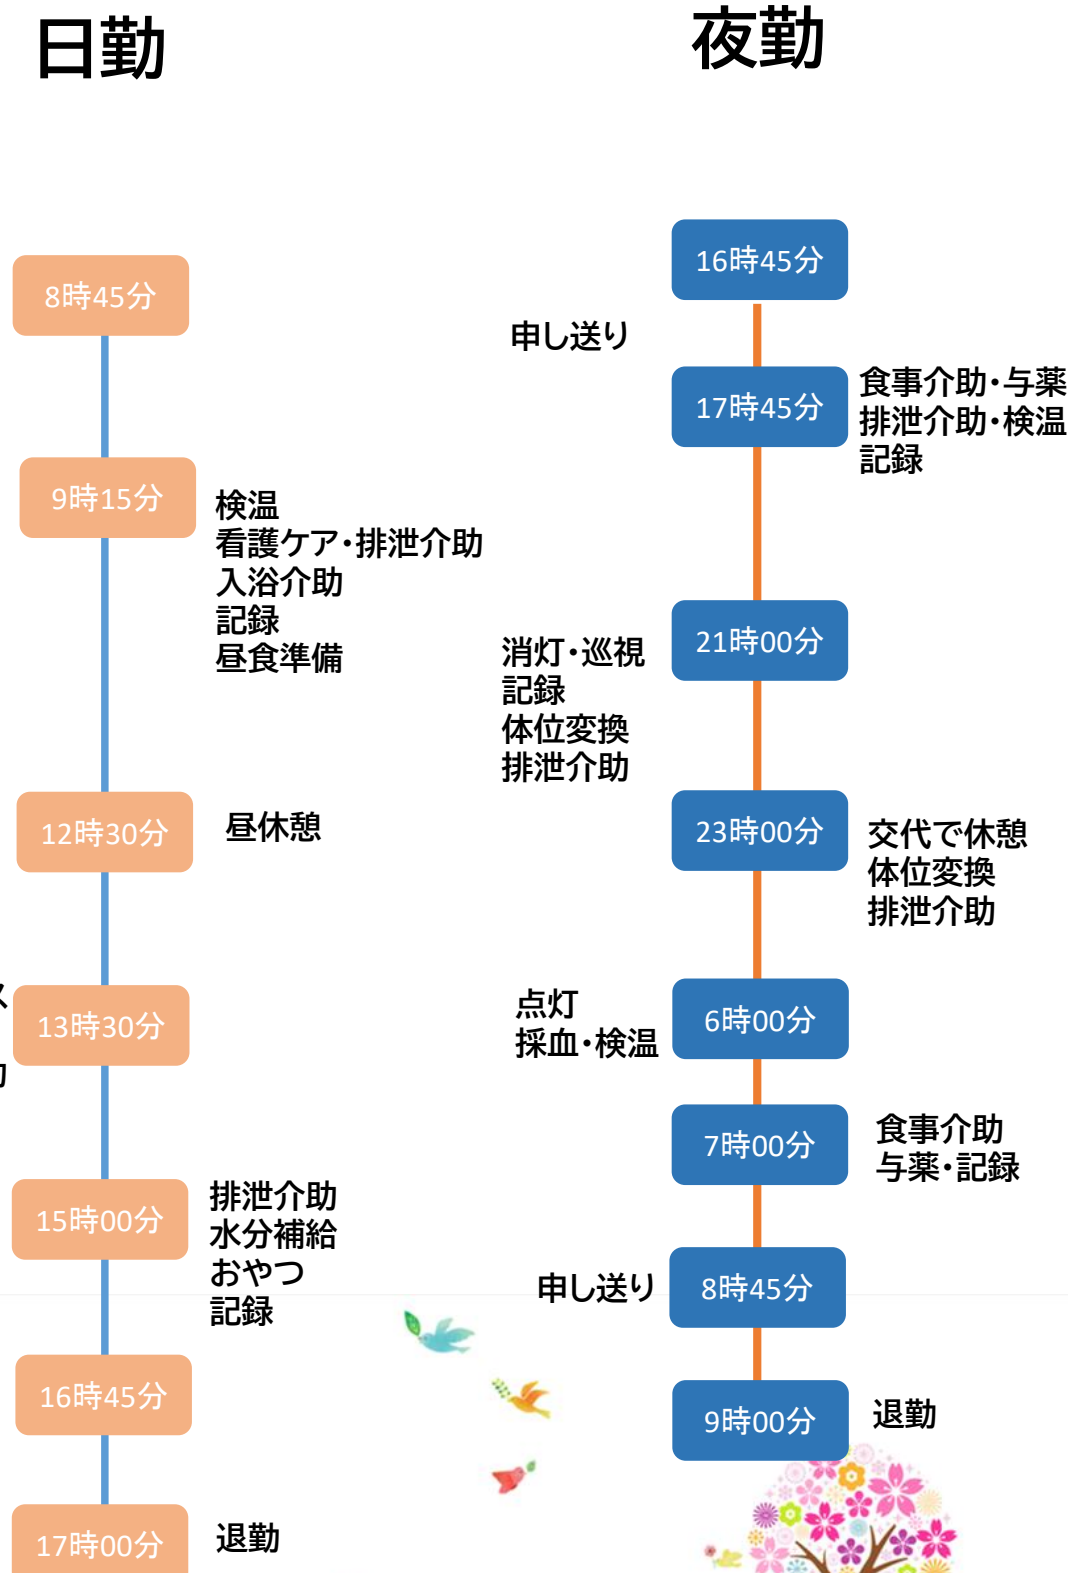 日勤
8時45分
9時15分
検温
看護ケア・排泄介助
入浴介助
記録
昼食準備
12時30分
昼休憩
13時30分
15時00分
排泄介助
水分補給
おやつ
記録
16時45分
17時00分
退勤
夜勤
16時45分
申し送り
17時45分
食事介助・与薬
排泄介助・検温
記録
21時00分
消灯・巡視
記録
体位変換
排泄介助
23時00分
交代で休憩
体位変換
排泄介助
6時00分
点灯
採血・検温
7時00分
食事介助
与薬・記録
8時45分
申し送り
9時00分
退勤